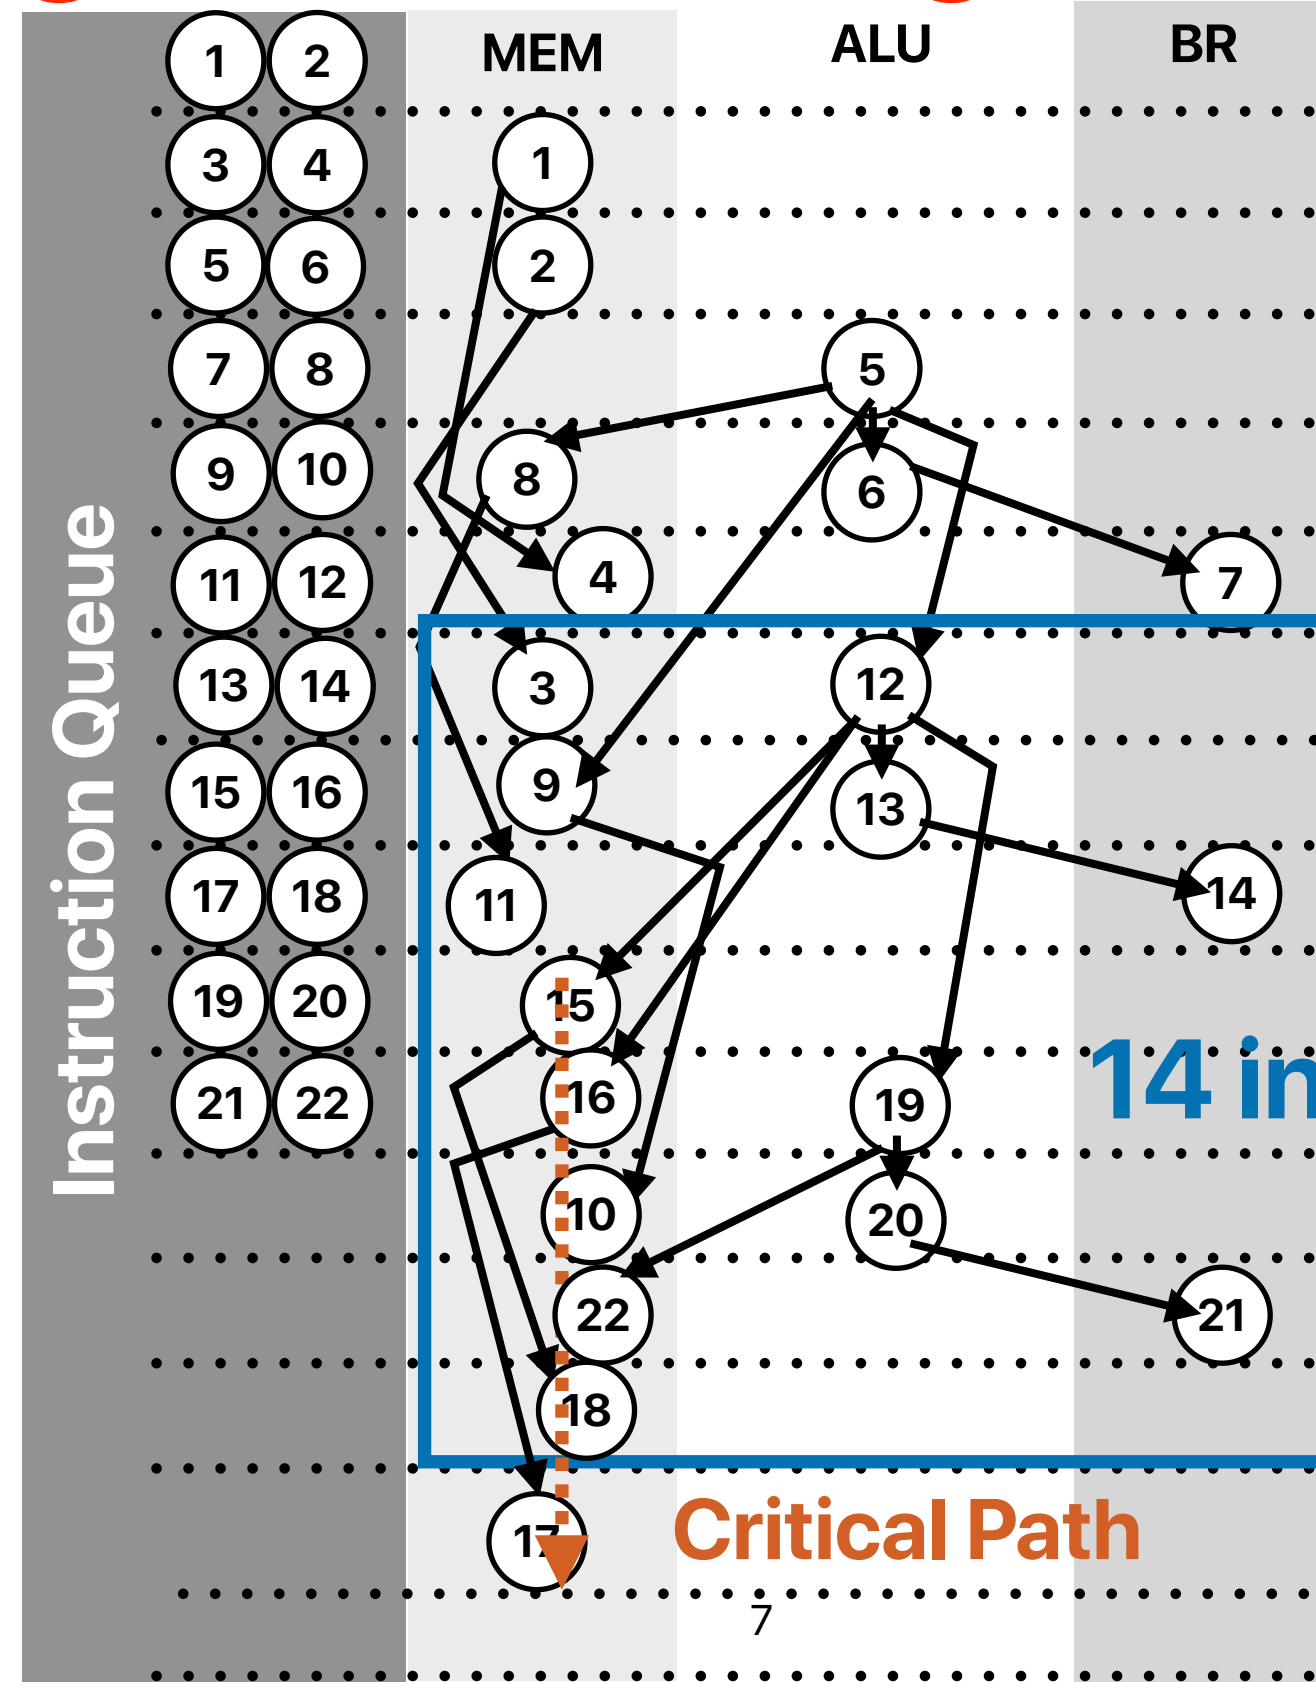 MEM ALU BR
1 2
3 4 1
5 6 2
7 8 5
9 10 8 6
11 12 4 7
13 14 3 12
15 16 9 13
17 18 11 14
19 20 15
21 22 16 19
10 20
22 21
18
17
Instruction Queue
14 in
Critical Path
7